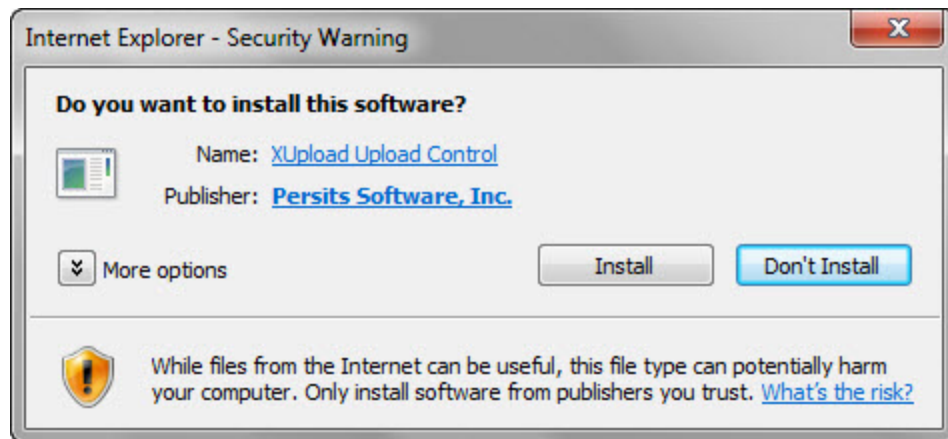 Internet Explorer - Security Warning
Do you want to install this software?
Name: XUpload Upload Control
Publisher: Persits Software, Inc.
More options
Install
Don't Install
While files from the Internet can be useful, this file type can potentially harm
your computer. Only install software from publishers you trust. What's the risk?